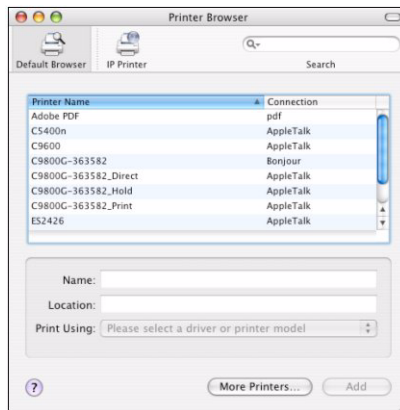 Printer Browser
Default Browser IP Printer Search
Printer Name Connection
Adobe PDF pdf
C5400n AppleTalk
C9600 AppleTalk
C9800G-363582 Bonjour
C9800G-363582_Direct AppleTalk
C9800G-363582_Hold AppleTalk
C9800G-363582_Print AppleTalk
ES2426 AppleTalk
Name:
Location:
Print Using: Please select a driver or printer model
? More Printers... Add